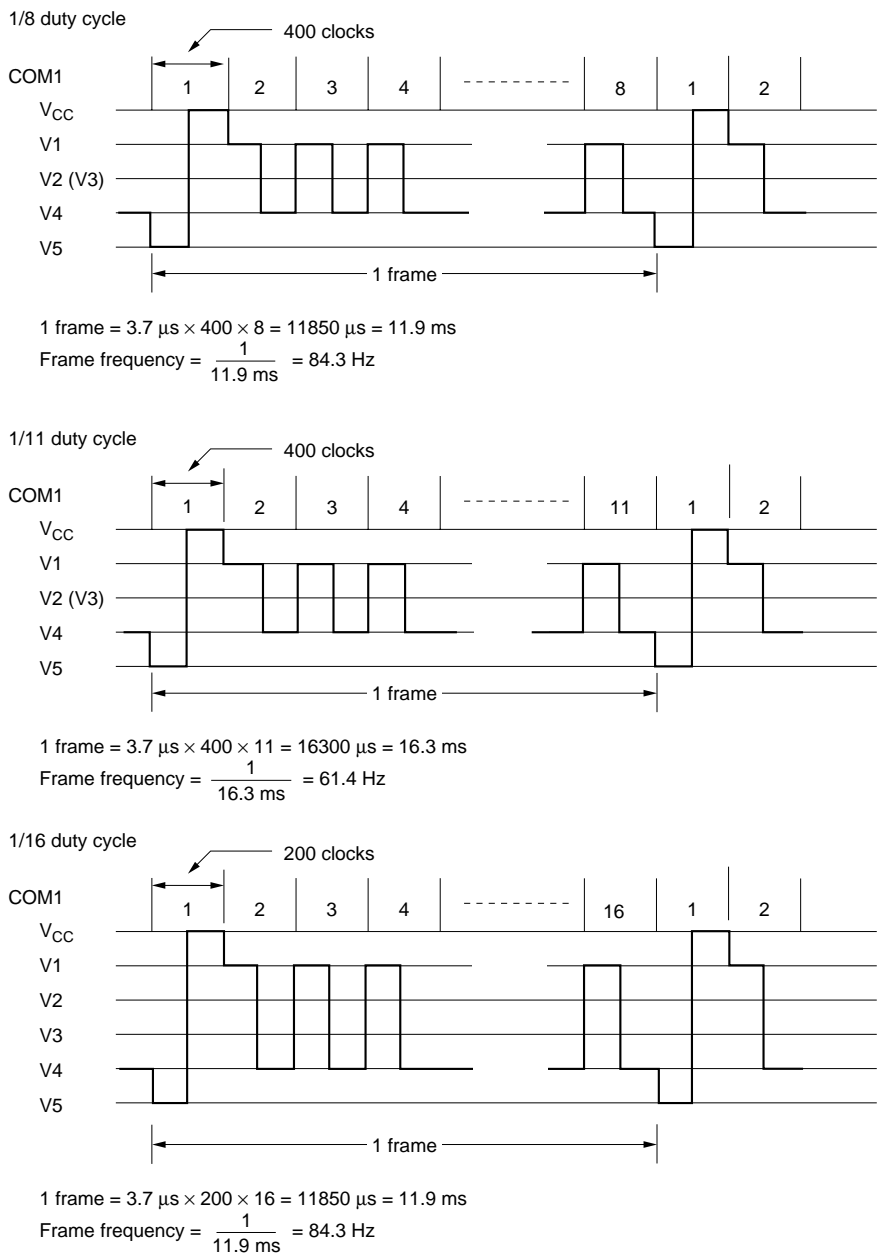 1/8 duty cycle
400 clocks
COM1
1 2 3 4 8 1 2
VCC
V1
V2 (V3)
V4
V5
1 frame
1 frame = 3.7 μs × 400 × 8 = 11850 μs = 11.9 ms
Frame frequency = 1 / 11.9 ms = 84.3 Hz
1/11 duty cycle
400 clocks
COM1
1 2 3 4 11 1 2
VCC
V1
V2 (V3)
V4
V5
1 frame
1 frame = 3.7 μs × 400 × 11 = 16300 μs = 16.3 ms
Frame frequency = 1 / 16.3 ms = 61.4 Hz
1/16 duty cycle
200 clocks
COM1
1 2 3 4 16 1 2
VCC
V1
V2
V3
V4
V5
1 frame
1 frame = 3.7 μs × 200 × 16 = 11850 μs = 11.9 ms
Frame frequency = 1 / 11.9 ms = 84.3 Hz